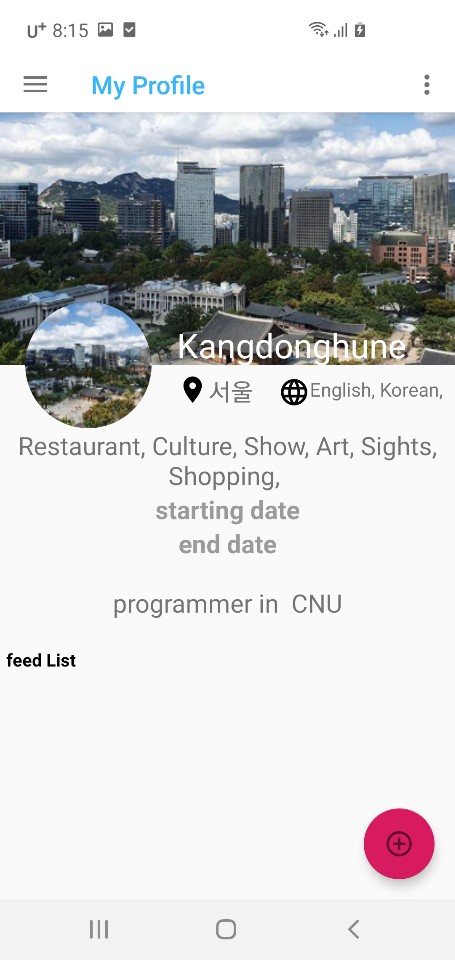 U+ 8:15
My Profile
Kangdonghune
서울 English, Korean,
Restaurant, Culture, Show, Art, Sights,
Shopping,
starting date
end date
programmer in  CNU
feed List